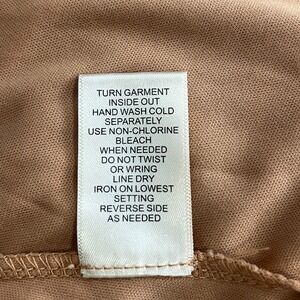 TURN GARMENT
INSIDE OUT
HAND WASH COLD
SEPARATELY
USE NON-CHLORINE
BLEACH
WHEN NEEDED
DO NOT TWIST
OR WRING
LINE DRY
IRON ON LOWEST
SETTING
REVERSE SIDE
AS NEEDED